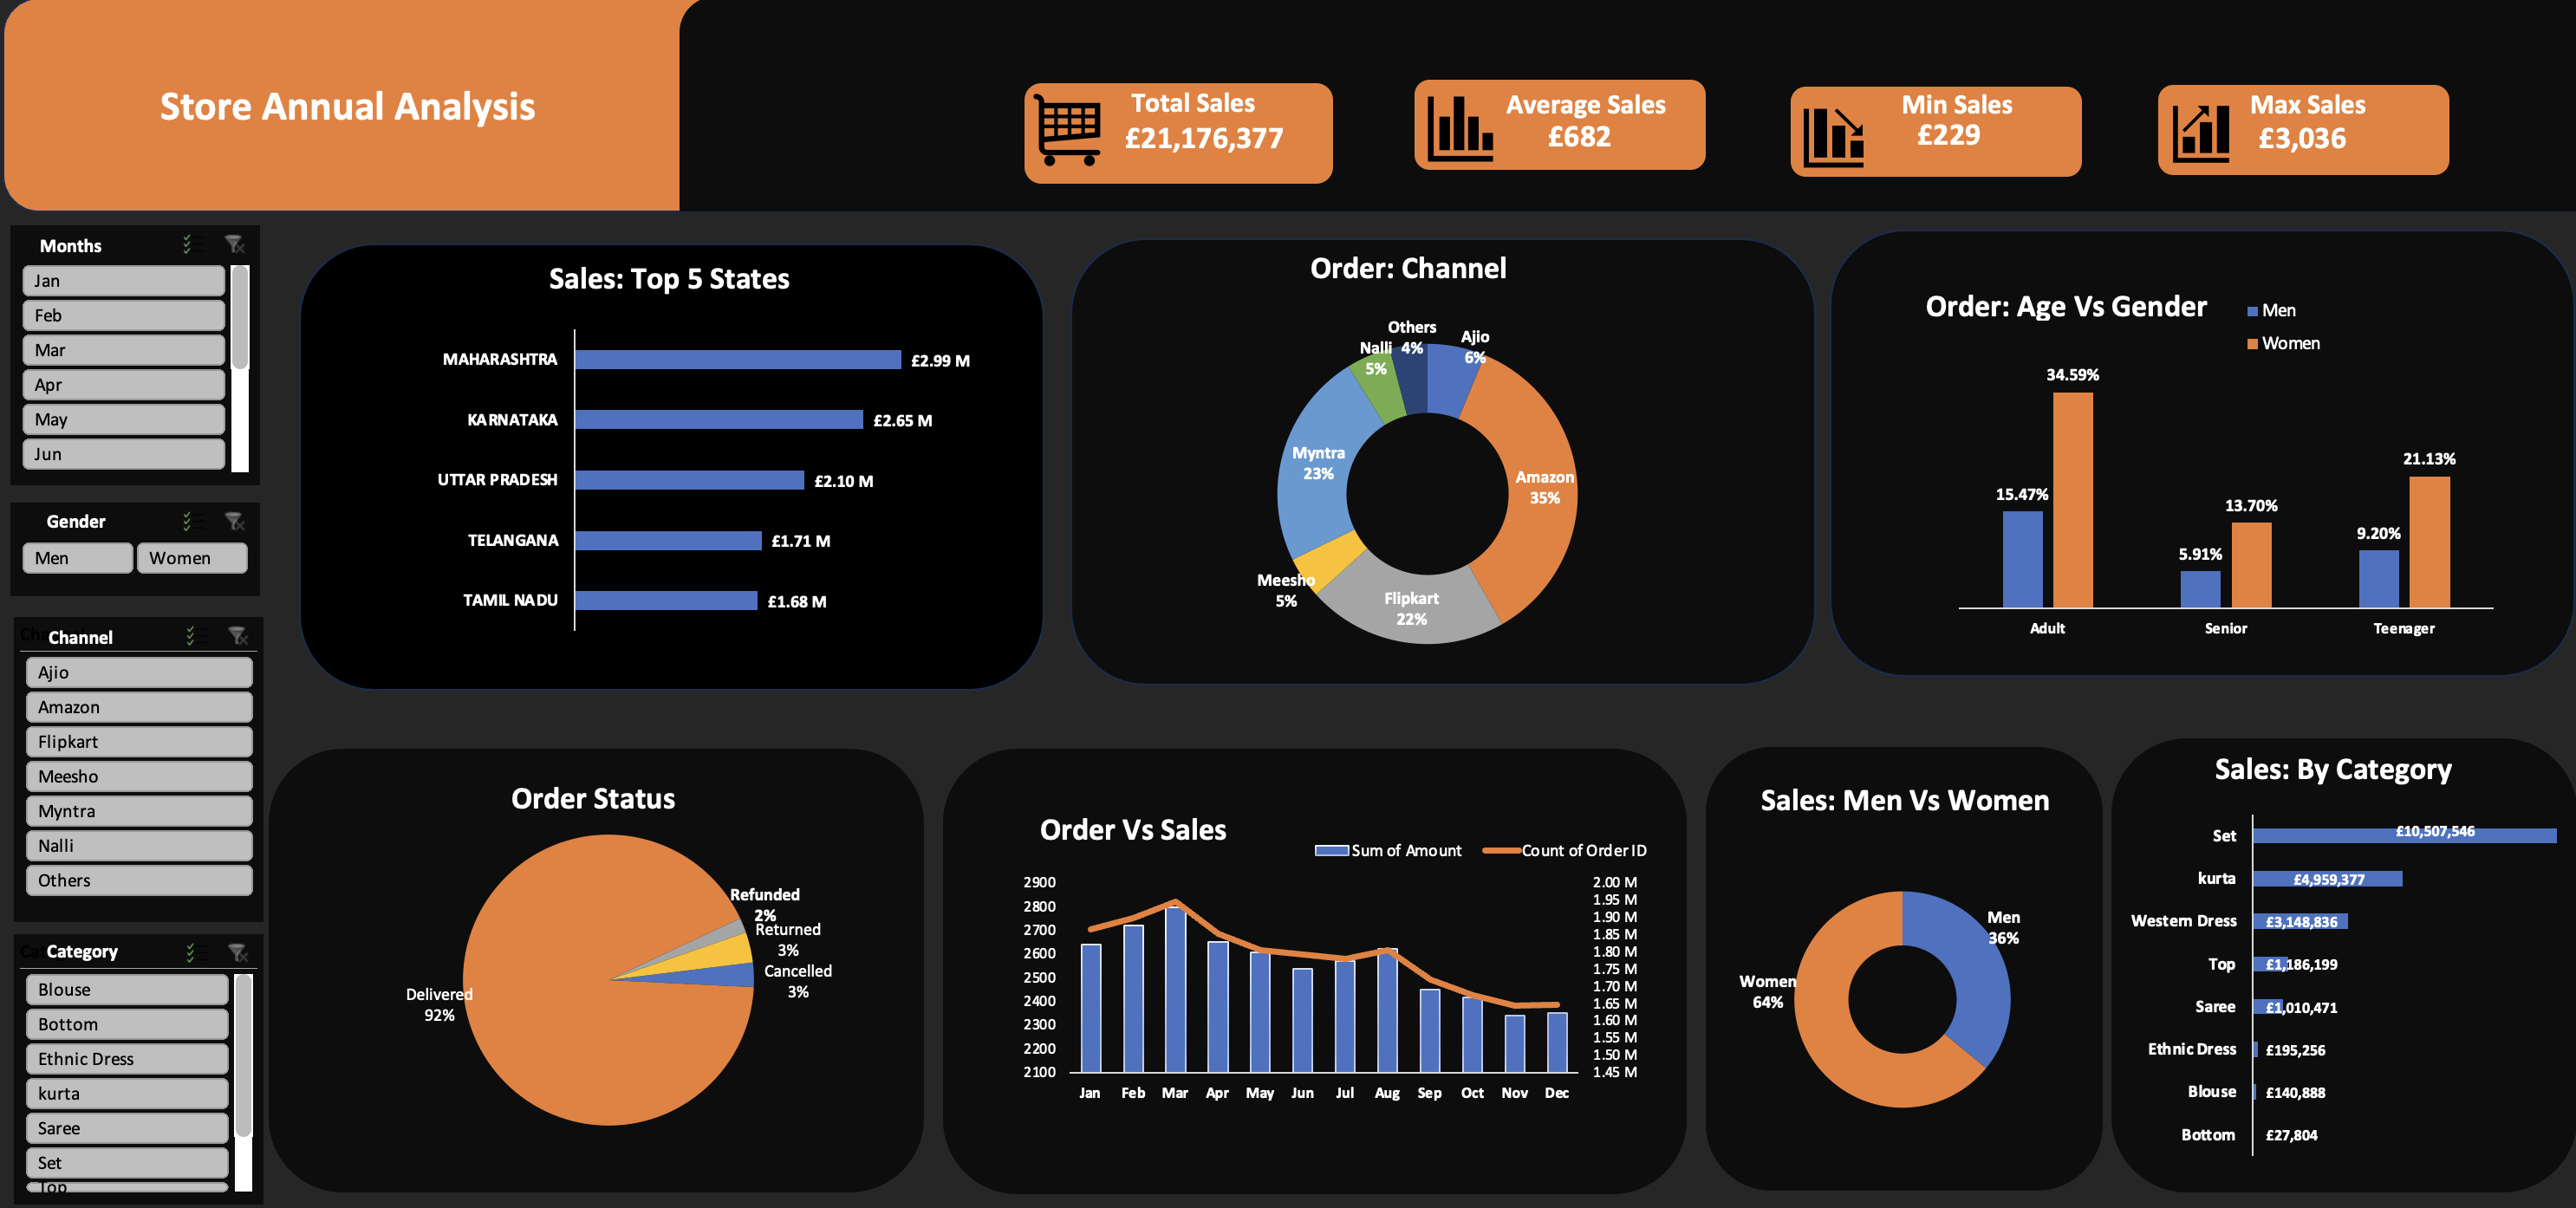 Store Annual Analysis
Total Sales
£21,176,377
Average Sales
£682
Min Sales
£229
Max Sales
£3,036
Months
Jan
Feb
Mar
Apr
May
Jun
Gender
Men
Women
Channel
Ajio
Amazon
Flipkart
Meesho
Myntra
Nalli
Others
Category
Blouse
Bottom
Ethnic Dress
kurta
Saree
Set
Top
Sales: Top 5 States
MAHARASHTRA
£2.99 M
KARNATAKA
£2.65 M
UTTAR PRADESH
£2.10 M
TELANGANA
£1.71 M
TAMIL NADU
£1.68 M
Order: Channel
Others
4%
Ajio
6%
Nalli
5%
Myntra
23%
Amazon
35%
Meesho
5%
Flipkart
22%
Order: Age Vs Gender
Men
Women
34.59%
15.47%
13.70%
5.91%
21.13%
9.20%
Adult
Senior
Teenager
Order Status
Refunded
2%
Returned
3%
Cancelled
3%
Delivered
92%
Order Vs Sales
Sum of Amount
Count of Order ID
2900
2800
2700
2600
2500
2400
2300
2200
2100
2.00 M
1.95 M
1.90 M
1.85 M
1.80 M
1.75 M
1.70 M
1.65 M
1.60 M
1.55 M
1.50 M
1.45 M
Jan Feb Mar Apr May Jun Jul Aug Sep Oct Nov Dec
Sales: Men Vs Women
Men
36%
Women
64%
Sales: By Category
Set
£10,507,546
kurta
£4,959,377
Western Dress
£3,148,836
Top
£1,186,199
Saree
£1,010,471
Ethnic Dress
£195,256
Blouse
£140,888
Bottom
£27,804